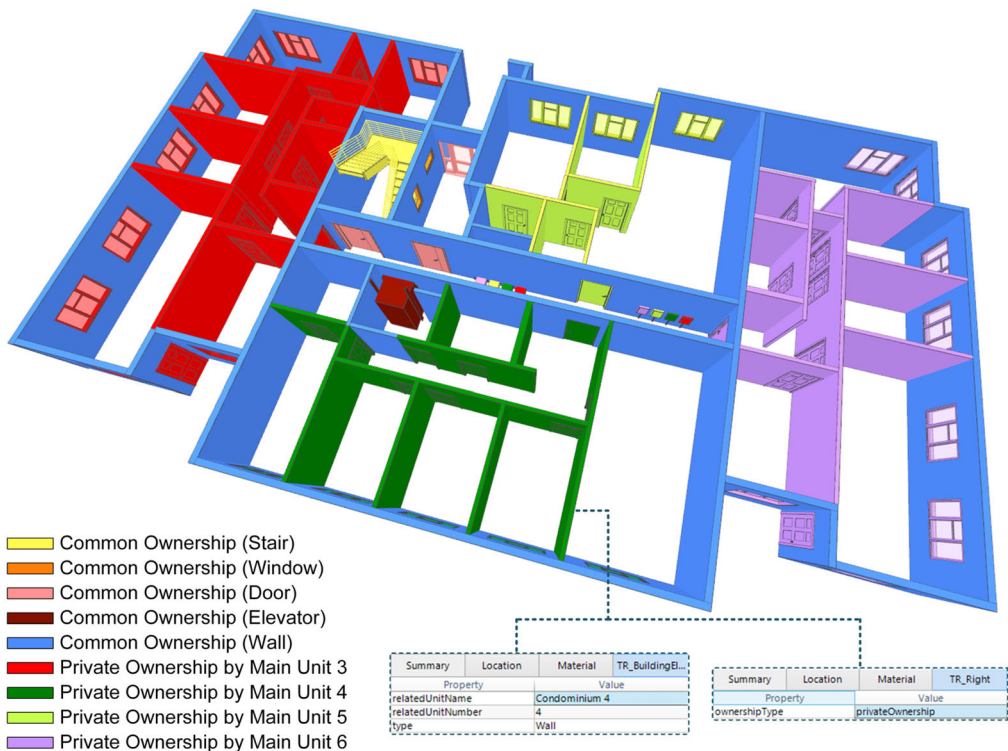 Common Ownership (Stair)
Common Ownership (Window)
Common Ownership (Door)
Common Ownership (Elevator)
Common Ownership (Wall)
Private Ownership by Main Unit 3
Private Ownership by Main Unit 4
Private Ownership by Main Unit 5
Private Ownership by Main Unit 6
Summary Location Material TR_BuildingEl...
Property Value
relatedUnitName Condominium 4
relatedUnitNumber 4
type Wall
Summary Location Material TR_Right
Property Value
ownershipType privateOwnership